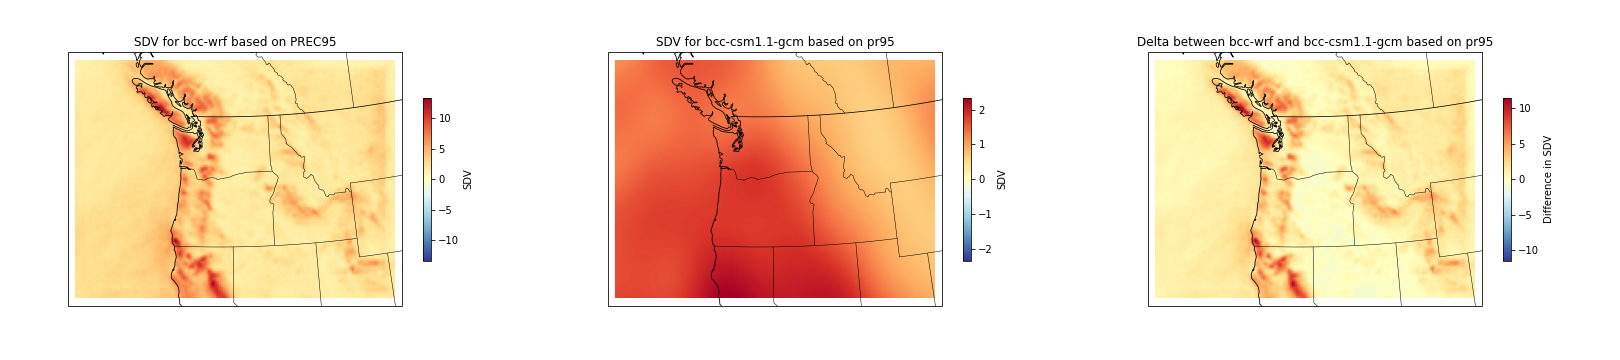 SDV for bcc-wrf based on PREC95
10
5
0
−5
−10
SDV
SDV for bcc-csm1.1-gcm based on pr95
2
1
0
−1
−2
SDV
Delta between bcc-wrf and bcc-csm1.1-gcm based on pr95
10
5
0
−5
−10
Difference in SDV